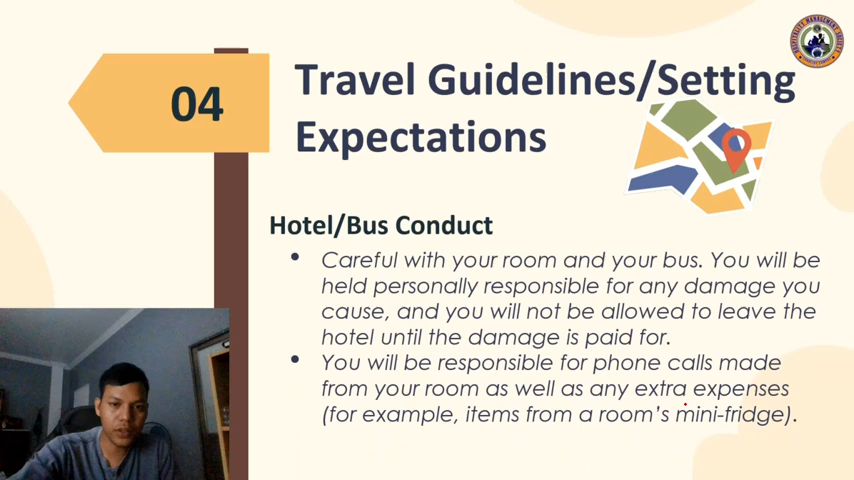 04
Travel Guidelines/Setting
Expectations
Hotel/Bus Conduct
Careful with your room and your bus. You will be
held personally responsible for any damage you
cause, and you will not be allowed to leave the
hotel until the damage is paid for.
You will be responsible for phone calls made
from your room as well as any extra expenses
(for example, items from a room's mini-fridge).